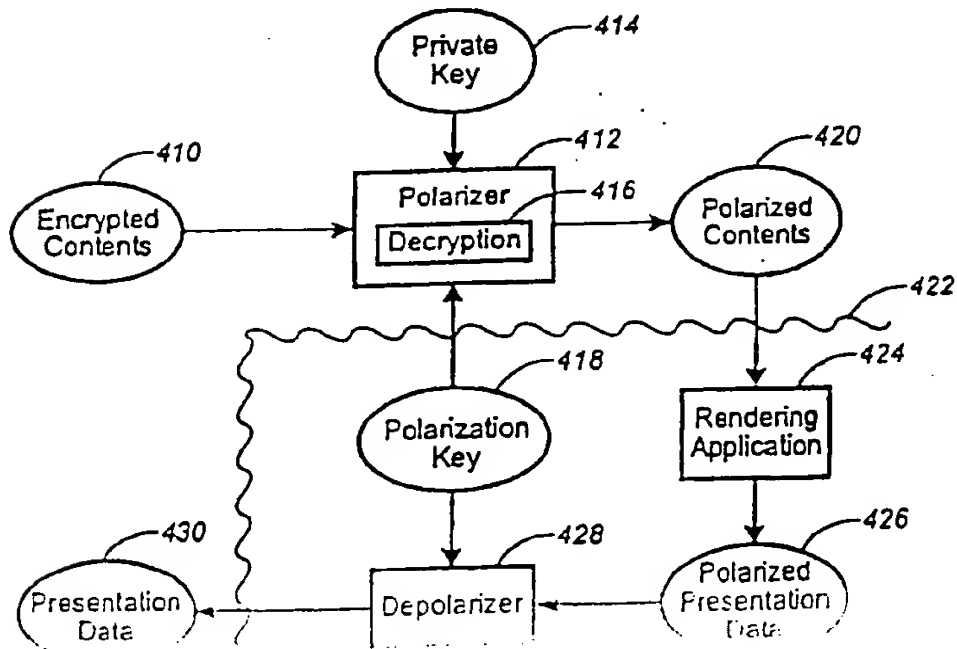 Private
Key
414
410
Encrypted
Contents
412
Polarizer
416
Decryption
420
Polarized
Contents
422
418
Polarization
Key
424
Rendering
Application
430
Presentation
Data
428
Depolarizer
426
Polarized
Presentation
Data